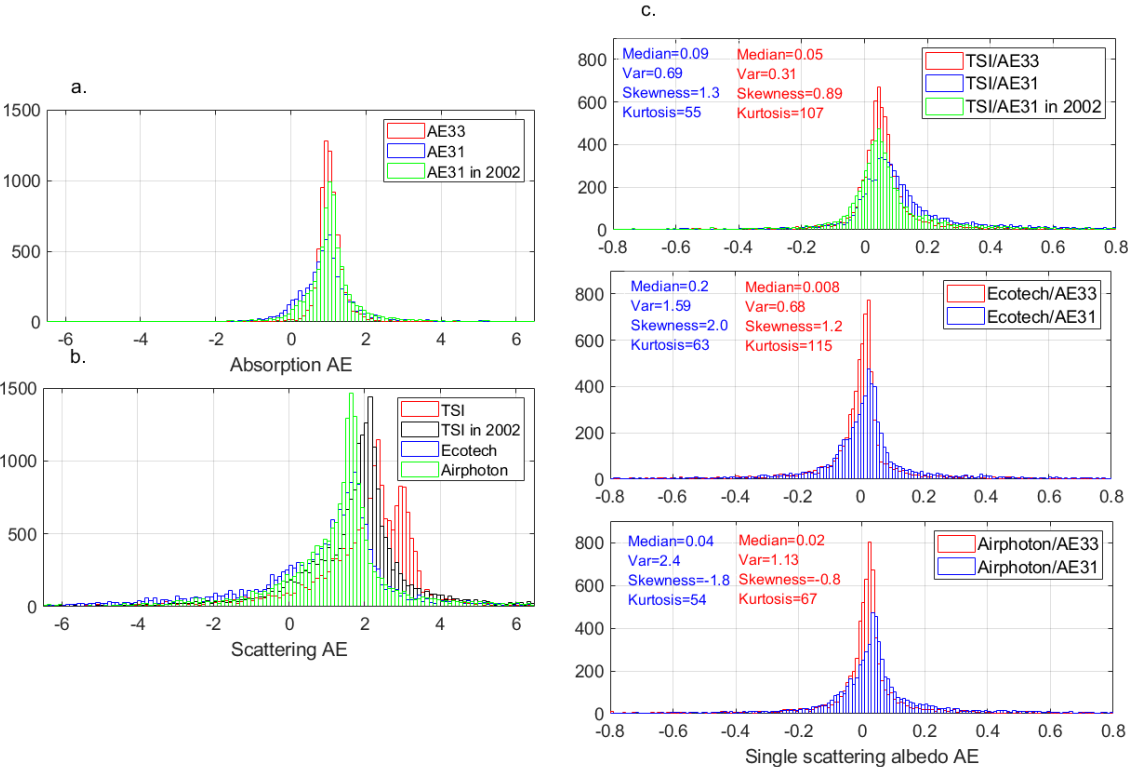 a.
1500
1000
500
0
AE33
AE31
AE31 in 2002
-6 -4 -2 0 2 4 6
Absorption AE
b.
1500
1000
500
0
TSI
TSI in 2002
Ecotech
Airphoton
-6 -4 -2 0 2 4 6
Scattering AE
c.
800
600
400
200
0
Median=0.09
Var=0.69
Skewness=1.3
Kurtosis=55
Median=0.05
Var=0.31
Skewness=0.89
Kurtosis=107
TSI/AE33
TSI/AE31
TSI/AE31 in 2002
-0.8 -0.6 -0.4 -0.2 0 0.2 0.4 0.6 0.8
800
600
400
200
0
Median=0.2
Var=1.59
Skewness=2.0
Kurtosis=63
Median=0.008
Var=0.68
Skewness=1.2
Kurtosis=115
Ecotech/AE33
Ecotech/AE31
-0.8 -0.6 -0.4 -0.2 0 0.2 0.4 0.6 0.8
800
600
400
200
0
Median=0.04
Var=2.4
Skewness=-1.8
Kurtosis=54
Median=0.02
Var=1.13
Skewness=-0.8
Kurtosis=67
Airphoton/AE33
Airphoton/AE31
-0.8 -0.6 -0.4 -0.2 0 0.2 0.4 0.6 0.8
Single scattering albedo AE